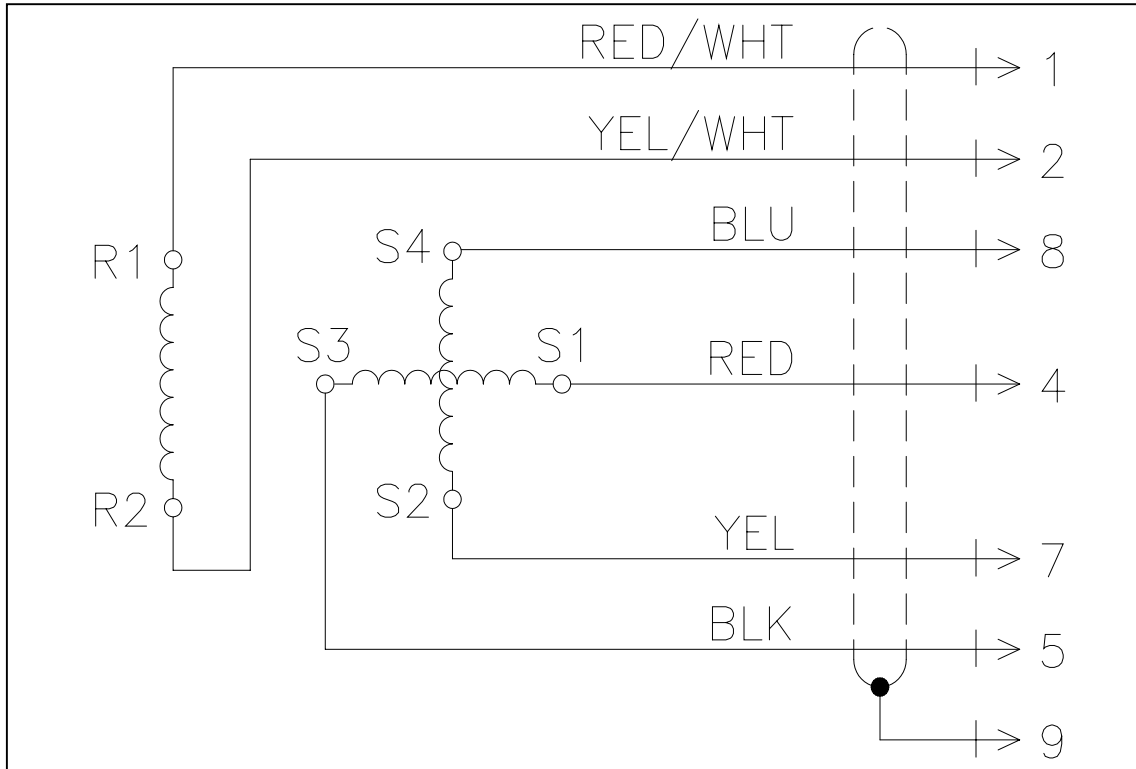 RED/WHT 1
YEL/WHT 2
BLU 8
R1
S4
S3 S1 RED 4
R2
S2
YEL 7
BLK 5
9